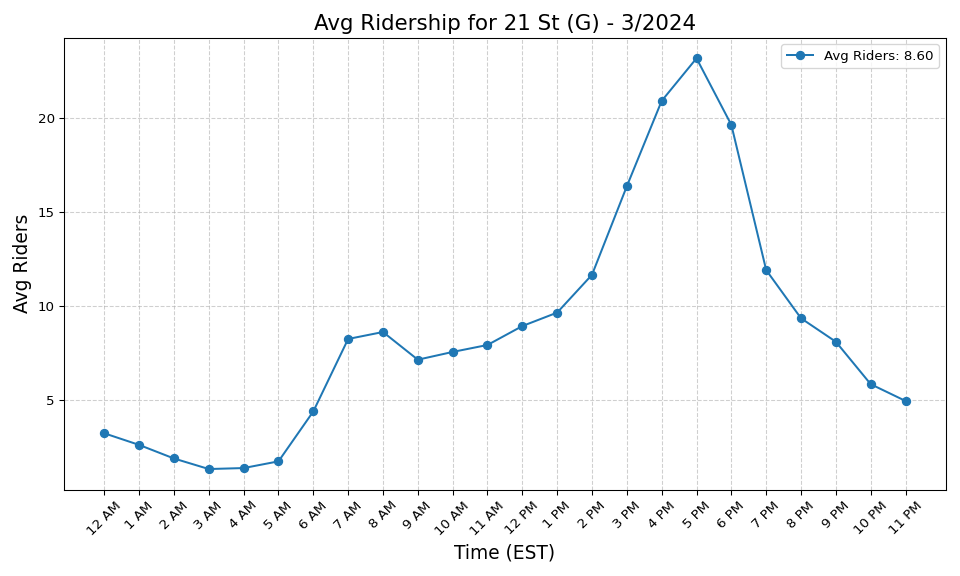 Avg Ridership for 21 St (G) - 3/2024
Avg Riders: 8.60
Avg Riders
20
15
10
5
12 AM
1 AM
2 AM
3 AM
4 AM
5 AM
6 AM
7 AM
8 AM
9 AM
10 AM
11 AM
12 PM
1 PM
2 PM
3 PM
4 PM
5 PM
6 PM
7 PM
8 PM
9 PM
10 PM
11 PM
Time (EST)